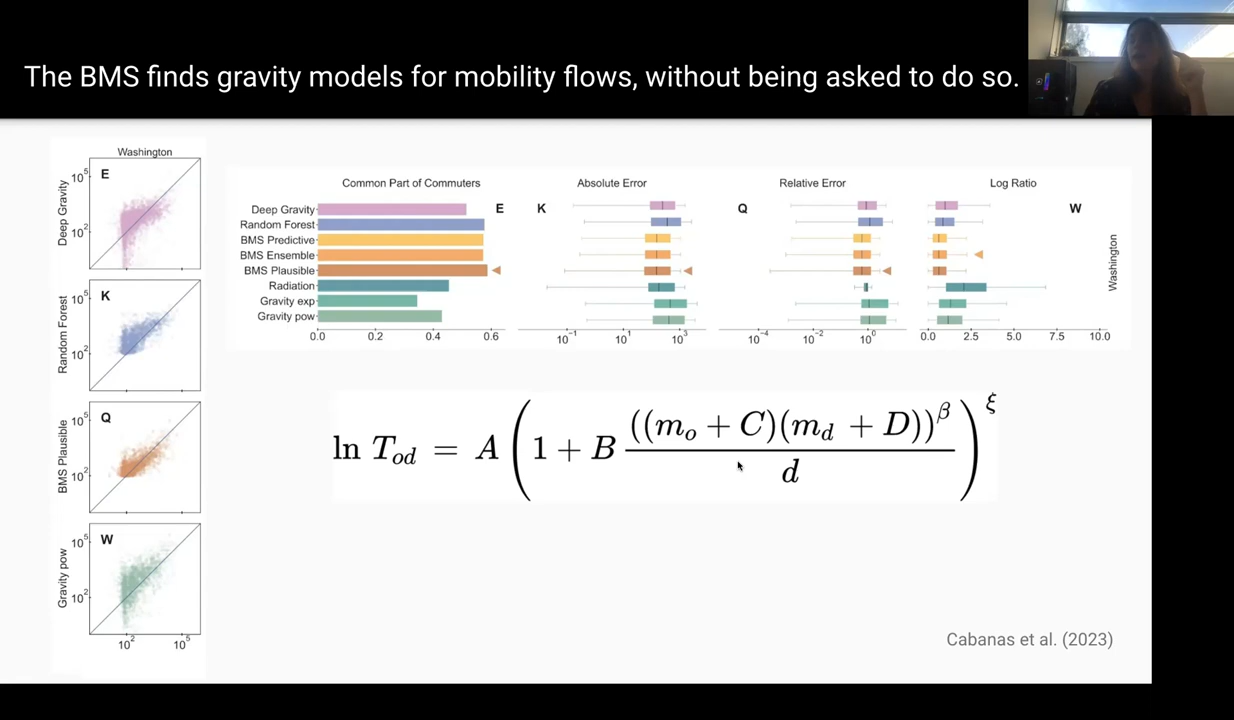 The BMS finds gravity models for mobility flows, without being asked to do so.
Washington
E
10^5
10^2
Deep Gravity
K
10^5
10^2
Random Forest
Q
10^5
10^2
BMS Plausible
W
10^5
10^2
Gravity pow
10^2 10^5
Common Part of Commuters
E
Deep Gravity
Random Forest
BMS Predictive
BMS Ensemble
BMS Plausible
Radiation
Gravity exp
Gravity pow
0.0 0.2 0.4 0.6
Absolute Error
K
10^-1 10^1 10^3
Relative Error
Q
10^-4 10^-2 10^0
Log Ratio
W
0.0 2.5 5.0 7.5 10.0
Washington
ln T_od = A (1 + B ((m_o + C)(m_d + D))^β / d)^ξ
Cabanas et al. (2023)